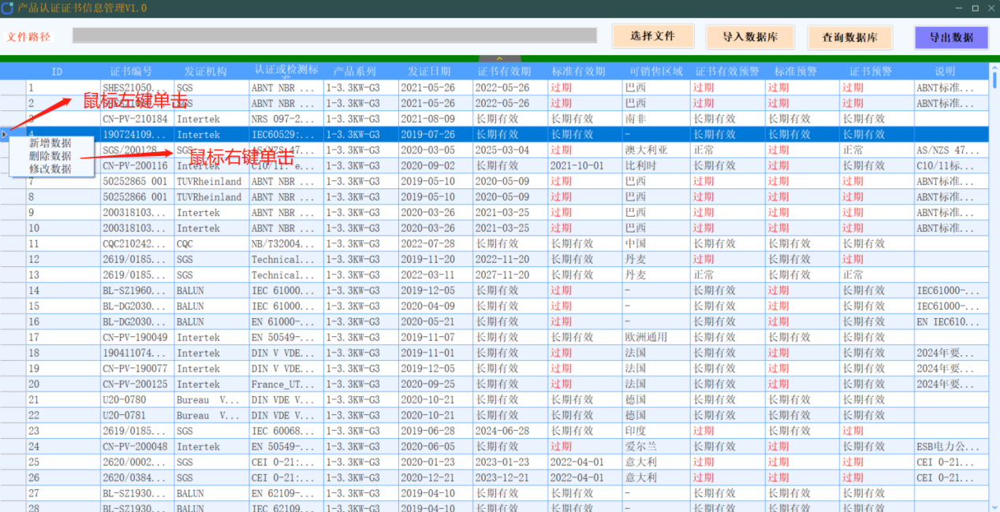 产品认证证书信息管理V1.0
文件路径 选择文件 导入数据库 查询数据库 导出数据
ID 证书编号 发证机构 认证或检测标准 产品系列 发证日期 证书有效期 标准有效期 可销售区域 证书有效预警 标准预警 证书预警 说明
1 SHES21050... SGS ABNT NBR ... 1-3.3KW-G3 2021-05-26 2022-05-26 过期 巴西 过期 过期 过期 ABNT标准...
鼠标左键单击
2 SGS ABNT NBR ... 1-3.3KW-G3 2021-05-26 2022-05-26 过期 巴西 过期 过期 过期 ABNT标准...
3 CN-PV-210184 Intertek NRS 097-2... 1-3.3KW-G3 2021-08-09 长期有效 长期有效 南非 长期有效 长期有效 长期有效
4 190724109... Intertek IEC60529:... 1-3.3KW-G3 2019-07-26 长期有效 长期有效 - 长期有效 长期有效 长期有效
新增数据
删除数据
修改数据
SGS/200128... SGS AS/NZS 47... 1-3.3KW-G3 2020-03-05 2025-03-04 过期 澳大利亚 正常 过期 正常 AS/NZS 47...
鼠标右键单击
CN-PV-200116 Intertek C10/11: e... 1-3.3KW-G3 2020-09-02 长期有效 2021-10-01 比利时 长期有效 过期 长期有效 C10/11标...
7 50252865 001 TUVRheinland ABNT NBR ... 1-3.3KW-G3 2019-05-10 2020-05-09 过期 巴西 过期 过期 过期 ABNT标准...
8 50252866 001 TUVRheinland ABNT NBR ... 1-3.3KW-G3 2019-05-10 2020-05-09 过期 巴西 过期 过期 过期 ABNT标准...
9 200318103... Intertek ABNT NBR ... 1-3.3KW-G3 2020-03-26 2021-03-25 过期 巴西 过期 过期 过期 ABNT标准...
10 200318103... Intertek ABNT NBR ... 1-3.3KW-G3 2020-03-26 2021-03-25 过期 巴西 过期 过期 过期 ABNT标准...
11 CQC210242... CQC NB/T32004... 1-3.3KW-G3 2022-07-28 长期有效 长期有效 中国 长期有效 长期有效 长期有效
12 2619/0185... SGS Technical... 1-3.3KW-G3 2019-11-20 2022-11-20 长期有效 丹麦 过期 长期有效 过期
13 2619/0185... SGS Technical... 1-3.3KW-G3 2022-03-11 2027-11-20 长期有效 丹麦 正常 长期有效 正常
14 BL-SZ1960... BALUN IEC 61000... 1-3.3KW-G3 2019-12-05 长期有效 过期 - 长期有效 过期 长期有效 IEC61000-...
15 BL-DG2030... BALUN IEC 61000... 1-3.3KW-G3 2020-04-09 长期有效 过期 - 长期有效 过期 长期有效 IEC61000-...
16 BL-DG2030... BALUN EN 61000-... 1-3.3KW-G3 2020-05-21 长期有效 过期 - 长期有效 过期 长期有效 EN IEC610...
17 CN-PV-190049 Intertek EN 50549-... 1-3.3KW-G3 2019-11-07 长期有效 长期有效 欧洲通用 长期有效 长期有效 长期有效
18 190411074... Intertek DIN V VDE... 1-3.3KW-G3 2019-11-01 长期有效 过期 法国 长期有效 过期 长期有效 2024年要...
19 CN-PV-190077 Intertek DIN V VDE... 1-3.3KW-G3 2019-12-05 长期有效 过期 法国 长期有效 过期 长期有效 2024年要...
20 CN-PV-200125 Intertek France_UT... 1-3.3KW-G3 2020-09-25 长期有效 过期 法国 长期有效 过期 长期有效 2024年要...
21 U20-0780 Bureau V... DIN VDE V... 1-3.3KW-G3 2020-10-21 长期有效 长期有效 德国 长期有效 长期有效 长期有效
22 U20-0781 Bureau V... DIN VDE V... 1-3.3KW-G3 2020-10-21 长期有效 长期有效 德国 长期有效 长期有效 长期有效
23 2619/0185... SGS IEC 60068... 1-3.3KW-G3 2019-06-28 2024-06-28 长期有效 印度 过期 长期有效 过期
24 CN-PV-200048 Intertek EN 50549-... 1-3.3KW-G3 2020-06-05 长期有效 过期 爱尔兰 长期有效 过期 长期有效 ESB电力公...
25 2620/0002... SGS CEI 0-21:... 1-3.3KW-G3 2020-01-23 2023-01-23 2022-04-01 意大利 过期 过期 过期 CEI 0-21...
26 2620/0384... SGS CEI 0-21:... 1-3.3KW-G3 2020-12-21 2023-12-21 2022-04-01 意大利 过期 过期 过期 CEI 0-21...
27 BL-SZ1930... BALUN EN 62109-... 1-3.3KW-G3 2019-04-10 长期有效 长期有效 - 长期有效 长期有效 长期有效
28 BL-SZ1930... BALUN IEC 62109... 1-3.3KW-G3 2019-04-10 长期有效 长期有效 - 长期有效 长期有效 长期有效